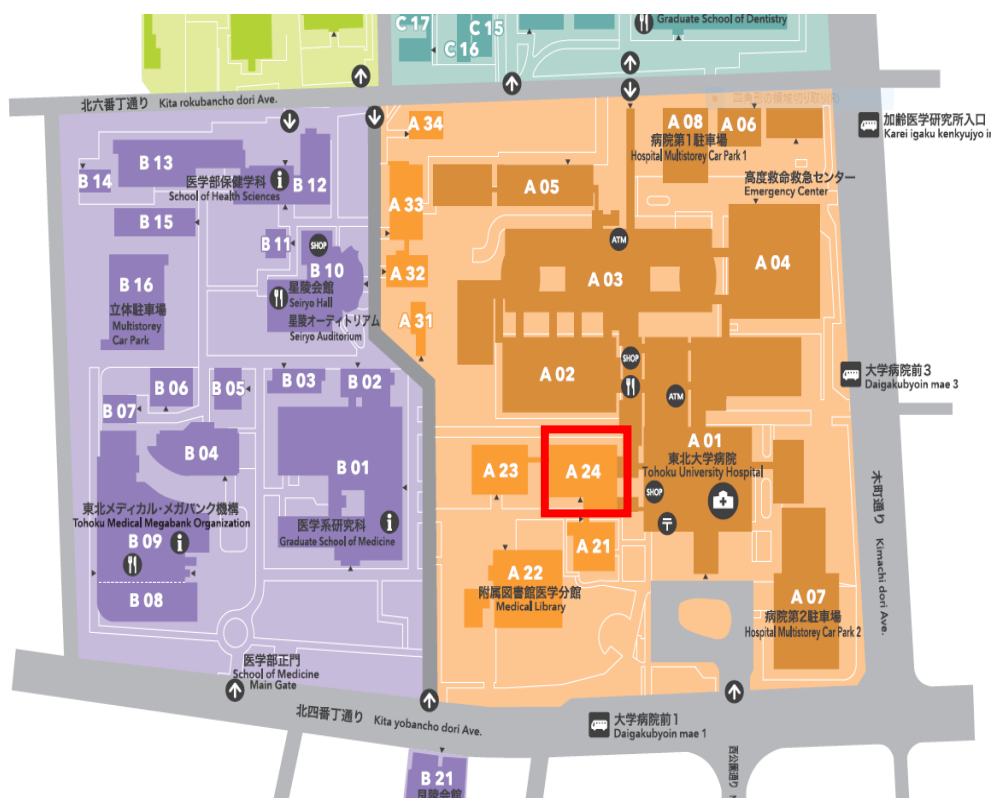 C 17
C 15
C 16
Graduate School of Dentistry
北六番丁通り Kita rokubancho dori Ave.
A 34
A 08
A 06
病院第1駐車場
Hospital Multistorey Car Park 1
加齢医学研究所入口
Karei igaku kenkyujyo in
B 13
B 14
医学部保健学科
School of Health Sciences
B 12
A 05
高度救命救急センター
Emergency Center
B 15
A 33
B 11
SHOP
B 10
ATM
A 03
A 04
A 32
B 16
星陵会館
Seiryo Hall
立体駐車場
Multistorey
Car Park
星陵オーディトリアム
Seiryo Auditorium
A 31
SHOP
大学病院前3
Daigakubyoin mae 3
B 06
B 05
B 03
B 02
A 02
ATM
B 07
B 04
B 01
A 23
A 24
A 01
東北大学病院
Tohoku University Hospital
SHOP
〒
木町通り Kimachi dori Ave.
東北メディカル・メガバンク機構
Tohoku Medical Megabank Organization
B 09
医学系研究科
Graduate School of Medicine
A 21
A 22
附属図書館医学分館
Medical Library
B 08
A 07
病院第2駐車場
Hospital Multistorey Car Park 2
医学部正門
School of Medicine
Main Gate
北四番丁通り Kita yobancho dori Ave.
大学病院前1
Daigakubyoin mae 1
西公園通り
B 21
星陵会館